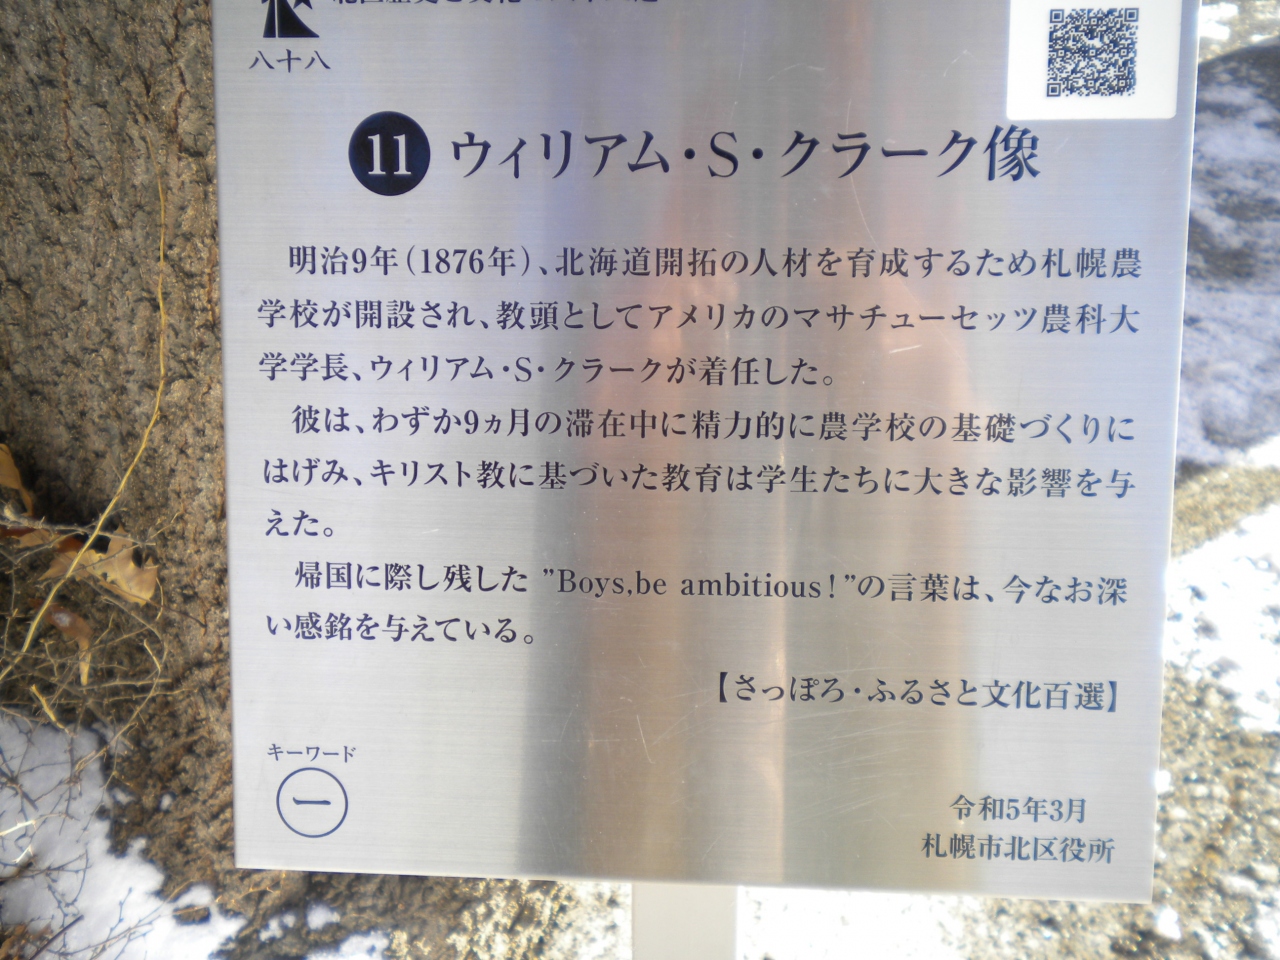 八十八
11 ウィリアム・S・クラーク像
明治9年(1876年)、北海道開拓の人材を育成するため札幌農
学校が開設され、教頭としてアメリカのマサチューセッツ農科大
学学長、ウィリアム・S・クラークが着任した。
彼は、わずか9ヵ月の滞在中に精力的に農学校の基礎づくりに
はげみ、キリスト教に基づいた教育は学生たちに大きな影響を与
えた。
帰国に際し残した ”Boys,be ambitious!”の言葉は、今なお深
い感銘を与えている。
【さっぽろ・ふるさと文化百選】
キーワード
一
令和5年3月
札幌市北区役所